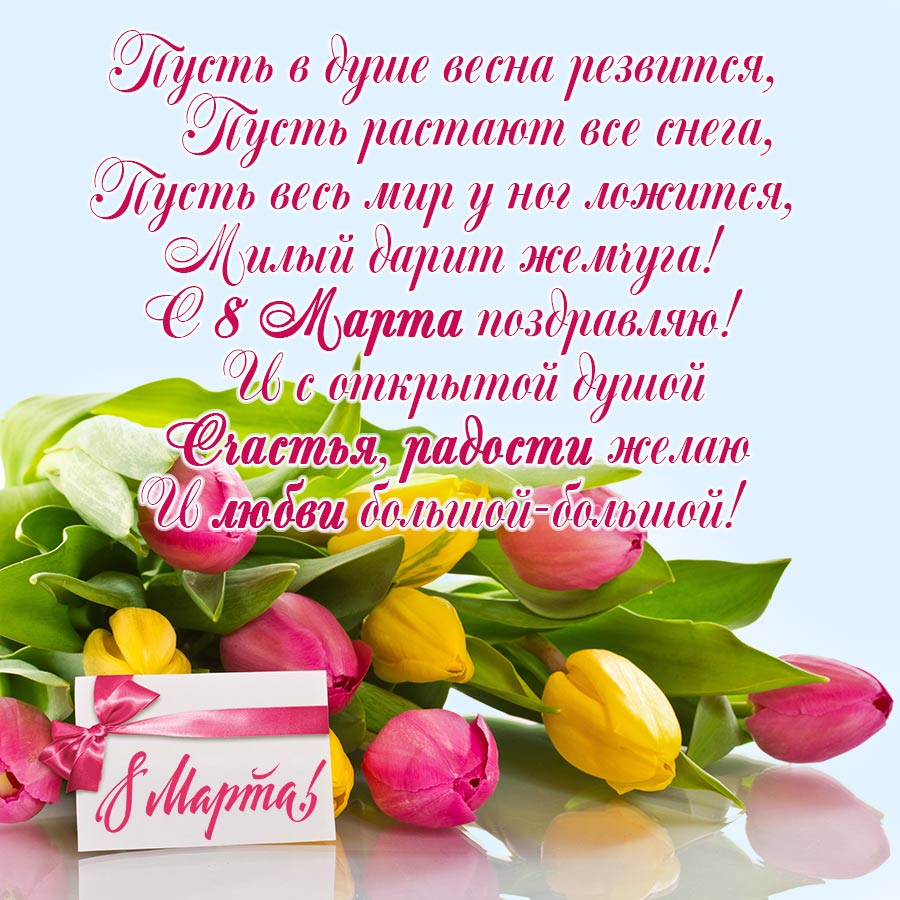 Пусть в душе весна резвится,
Пусть растают все снега,
Пусть весь мир у ног ложится,
Милый дарит жемчуга!
С 8 Марта поздравляю!
И с открытой душой
Счастья, радости желаю
И любви большой-большой!
8 Марта!